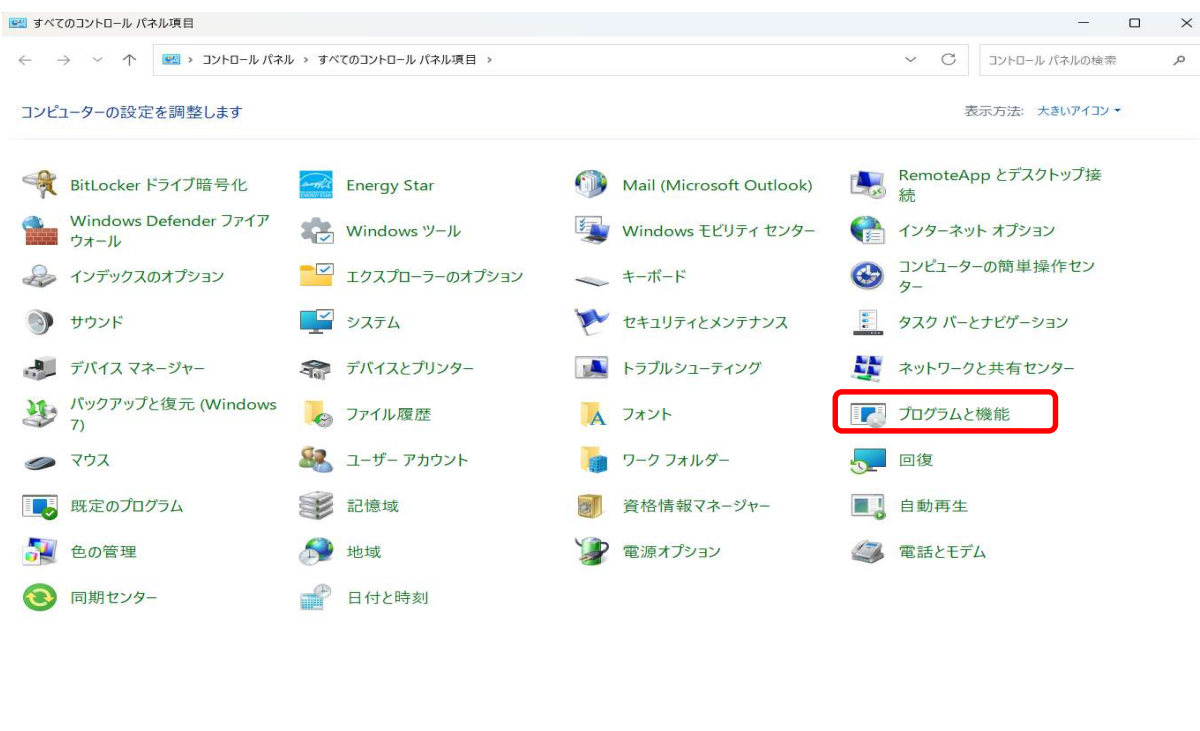 すべてのコントロール パネル項目
コントロール パネル › すべてのコントロール パネル項目 ›
コントロール パネルの検索
コンピューターの設定を調整します
表示方法: 大きいアイコン
BitLocker ドライブ暗号化
Energy Star
Mail (Microsoft Outlook)
RemoteApp とデスクトップ接
続
Windows Defender ファイア
ウォール
Windows ツール
Windows モビリティ センター
インターネット オプション
インデックスのオプション
エクスプローラーのオプション
キーボード
コンピューターの簡単操作セン
ター
サウンド
システム
セキュリティとメンテナンス
タスク バーとナビゲーション
デバイス マネージャー
デバイスとプリンター
トラブルシューティング
ネットワークと共有センター
バックアップと復元 (Windows
7)
ファイル履歴
フォント
プログラムと機能
マウス
ユーザー アカウント
ワーク フォルダー
回復
既定のプログラム
記憶域
資格情報マネージャー
自動再生
色の管理
地域
電源オプション
電話とモデム
同期センター
日付と時刻